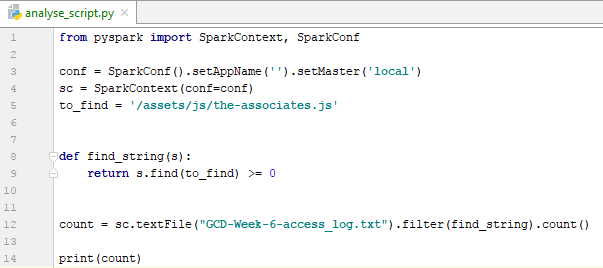 analyse_script.py
1 from pyspark import SparkContext, SparkConf
2
3 conf = SparkConf().setAppName('').setMaster('local')
4 sc = SparkContext(conf=conf)
5 to_find = '/assets/js/the-associates.js'
6
7
8 def find_string(s):
9     return s.find(to_find) >= 0
10
11
12 count = sc.textFile("GCD-Week-6-access_log.txt").filter(find_string).count()
13
14 print(count)